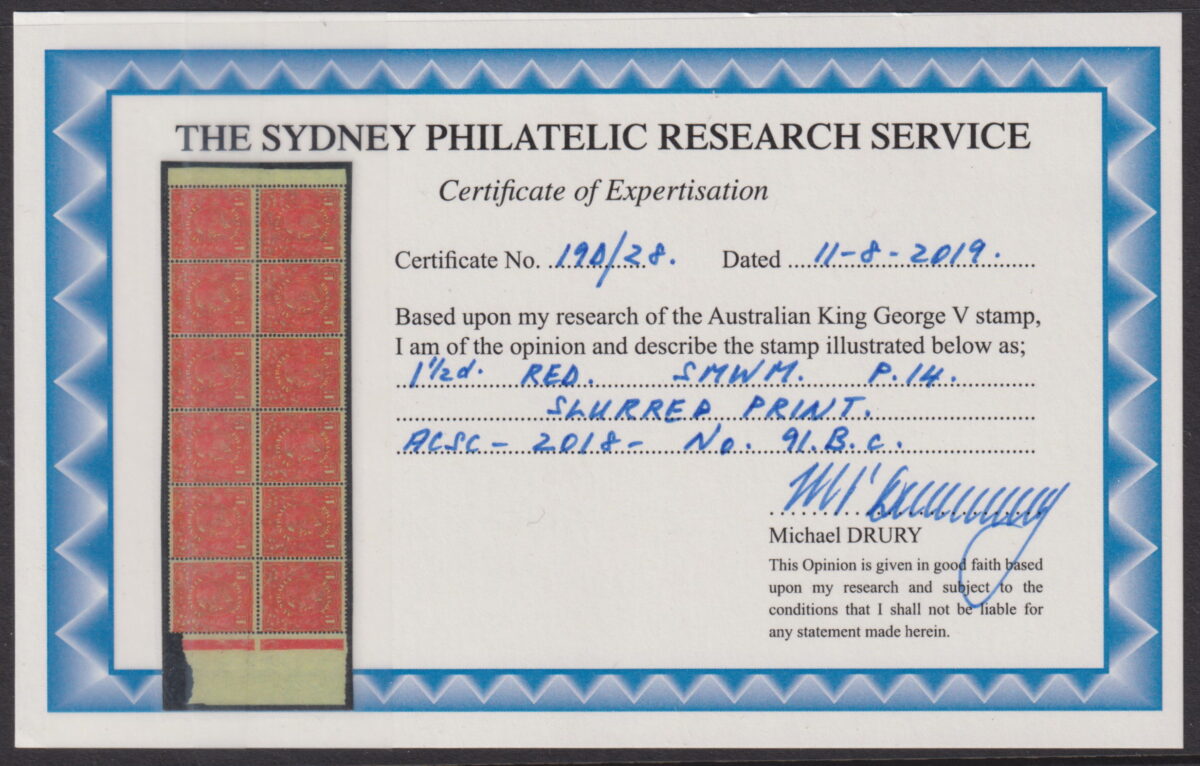 THE SYDNEY PHILATELIC RESEARCH SERVICE
Certificate of Expertisation
Certificate No. 19A/28. Dated 11-8-2019.
Based upon my research of the Australian King George V stamp,
I am of the opinion and describe the stamp illustrated below as;
1½d. RED. SMWM. P.14.
SLURRED PRINT.
ACSC - 2018 - No. 91.B.c.
Michael DRURY
This Opinion is given in good faith based
upon my research and subject to the
conditions that I shall not be liable for
any statement made herein.